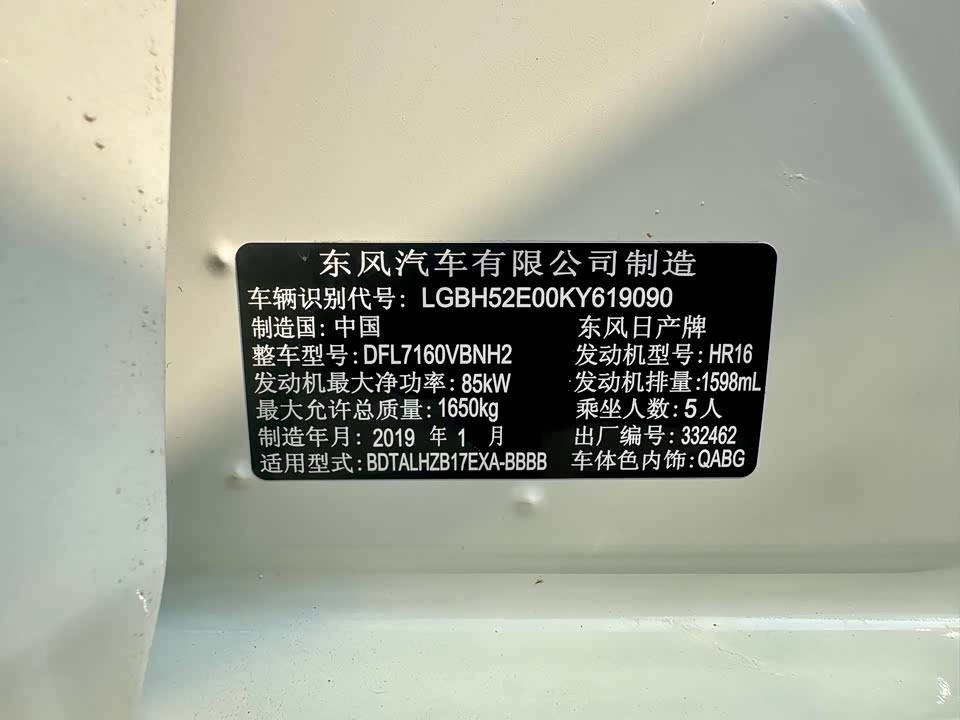 东风汽车有限公司制造
车辆识别代号: LGBH52E00KY619090
制造国: 中国 东风日产牌
整车型号: DFL7160VBNH2 发动机型号: HR16
发动机最大净功率: 85kW 发动机排量: 1598mL
最大允许总质量: 1650kg 乘坐人数: 5人
制造年月: 2019 年 1 月 出厂编号: 332462
适用型式: BDTALHZB17EXA-BBBB 车体色内饰: QABG